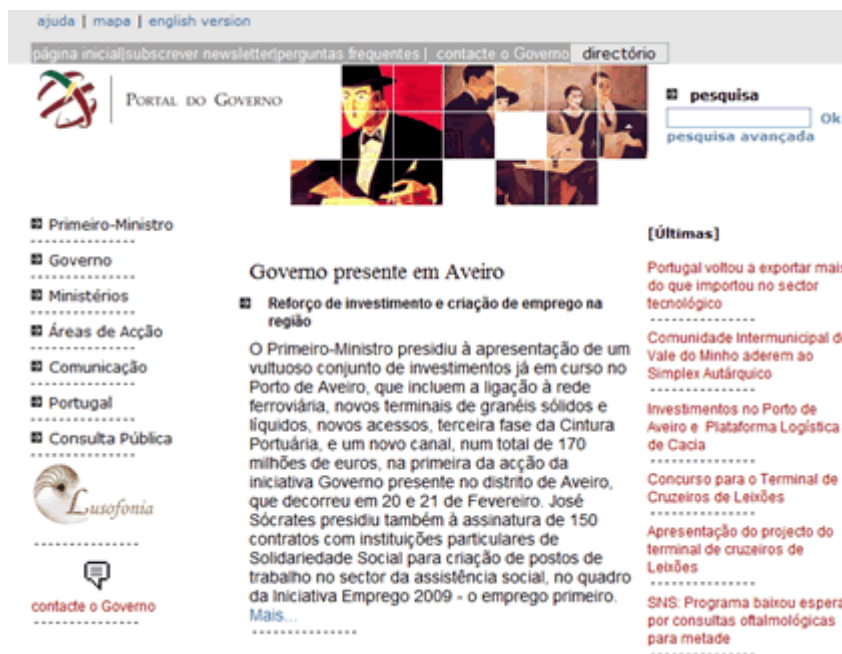 ajuda | mapa | english version
página inicial|subscrever newsletter|perguntas frequentes | contacte o Governo directório
PORTAL DO GOVERNO
pesquisa
Ok
pesquisa avançada
Primeiro-Ministro
Governo
Ministérios
Áreas de Acção
Comunicação
Portugal
Consulta Pública
Lusofonia
contacte o Governo
Governo presente em Aveiro
Reforço de investimento e criação de emprego na
região
O Primeiro-Ministro presidiu à apresentação de um
vultuoso conjunto de investimentos já em curso no
Porto de Aveiro, que incluem a ligação à rede
ferroviária, novos terminais de granéis sólidos e
líquidos, novos acessos, terceira fase da Cintura
Portuária, e um novo canal, num total de 170
milhões de euros, na primeira da acção da
iniciativa Governo presente no distrito de Aveiro,
que decorreu em 20 e 21 de Fevereiro. José
Sócrates presidiu também à assinatura de 150
contratos com instituições particulares de
Solidariedade Social para criação de postos de
trabalho no sector da assistência social, no quadro
da Iniciativa Emprego 2009 - o emprego primeiro.
Mais...
[Últimas]
Portugal voltou a exportar mais
do que importou no sector
tecnológico
Comunidade Intermunicipal d
Vale do Minho aderem ao
Simplex Autárquico
Investimentos no Porto de
Aveiro e Plataforma Logística
de Cacia
Concurso para o Terminal de
Cruzeiros de Leixões
Apresentação do projecto do
terminal de cruzeiros de
Leixões
SNS: Programa baixou espera
por consultas oftalmológicas
para metade